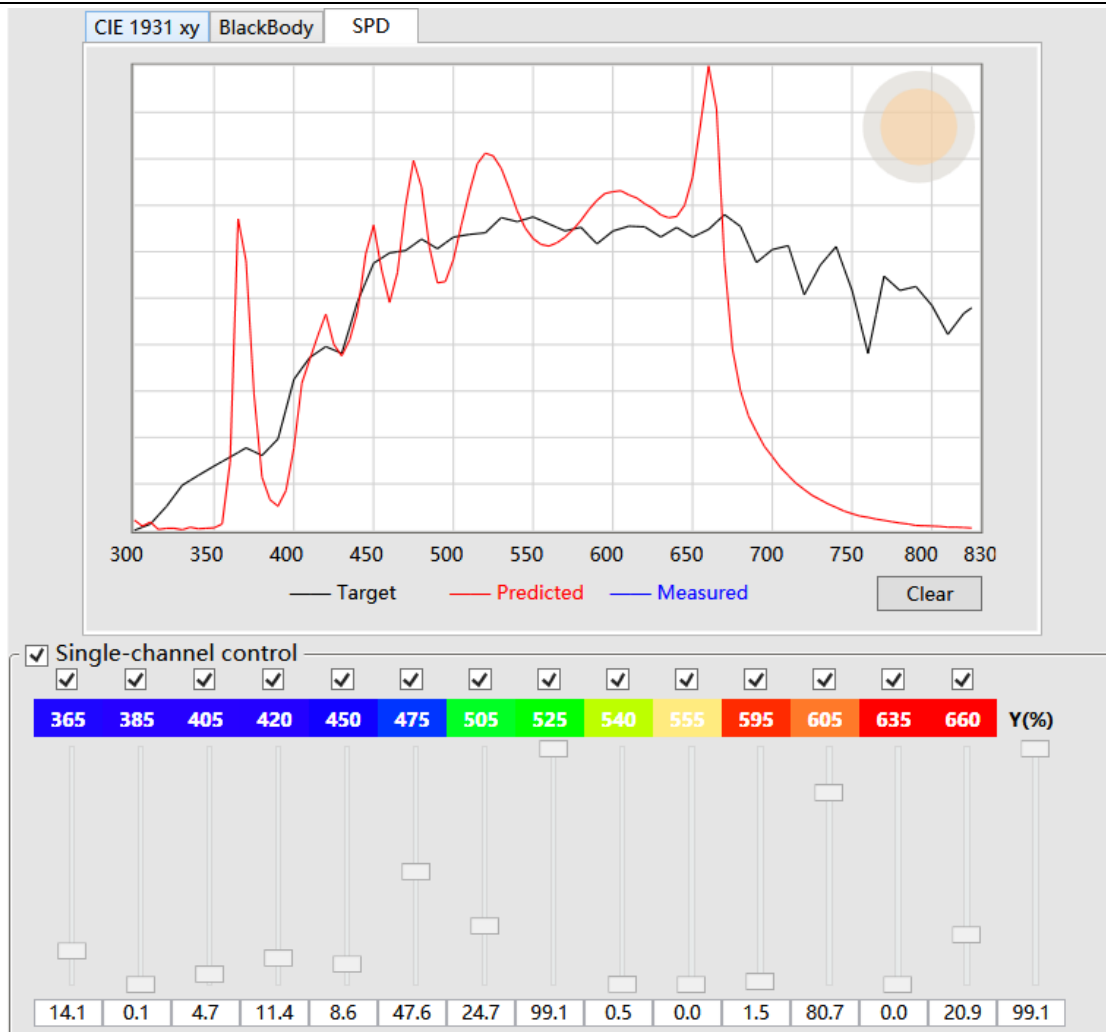 CIE 1931 xy BlackBody SPD
300 350 400 450 500 550 600 650 700 750 800 830
Target Predicted Measured Clear
Single-channel control
365 385 405 420 450 475 505 525 540 555 595 605 635 660 Y(%)
14.1 0.1 4.7 11.4 8.6 47.6 24.7 99.1 0.5 0.0 1.5 80.7 0.0 20.9 99.1